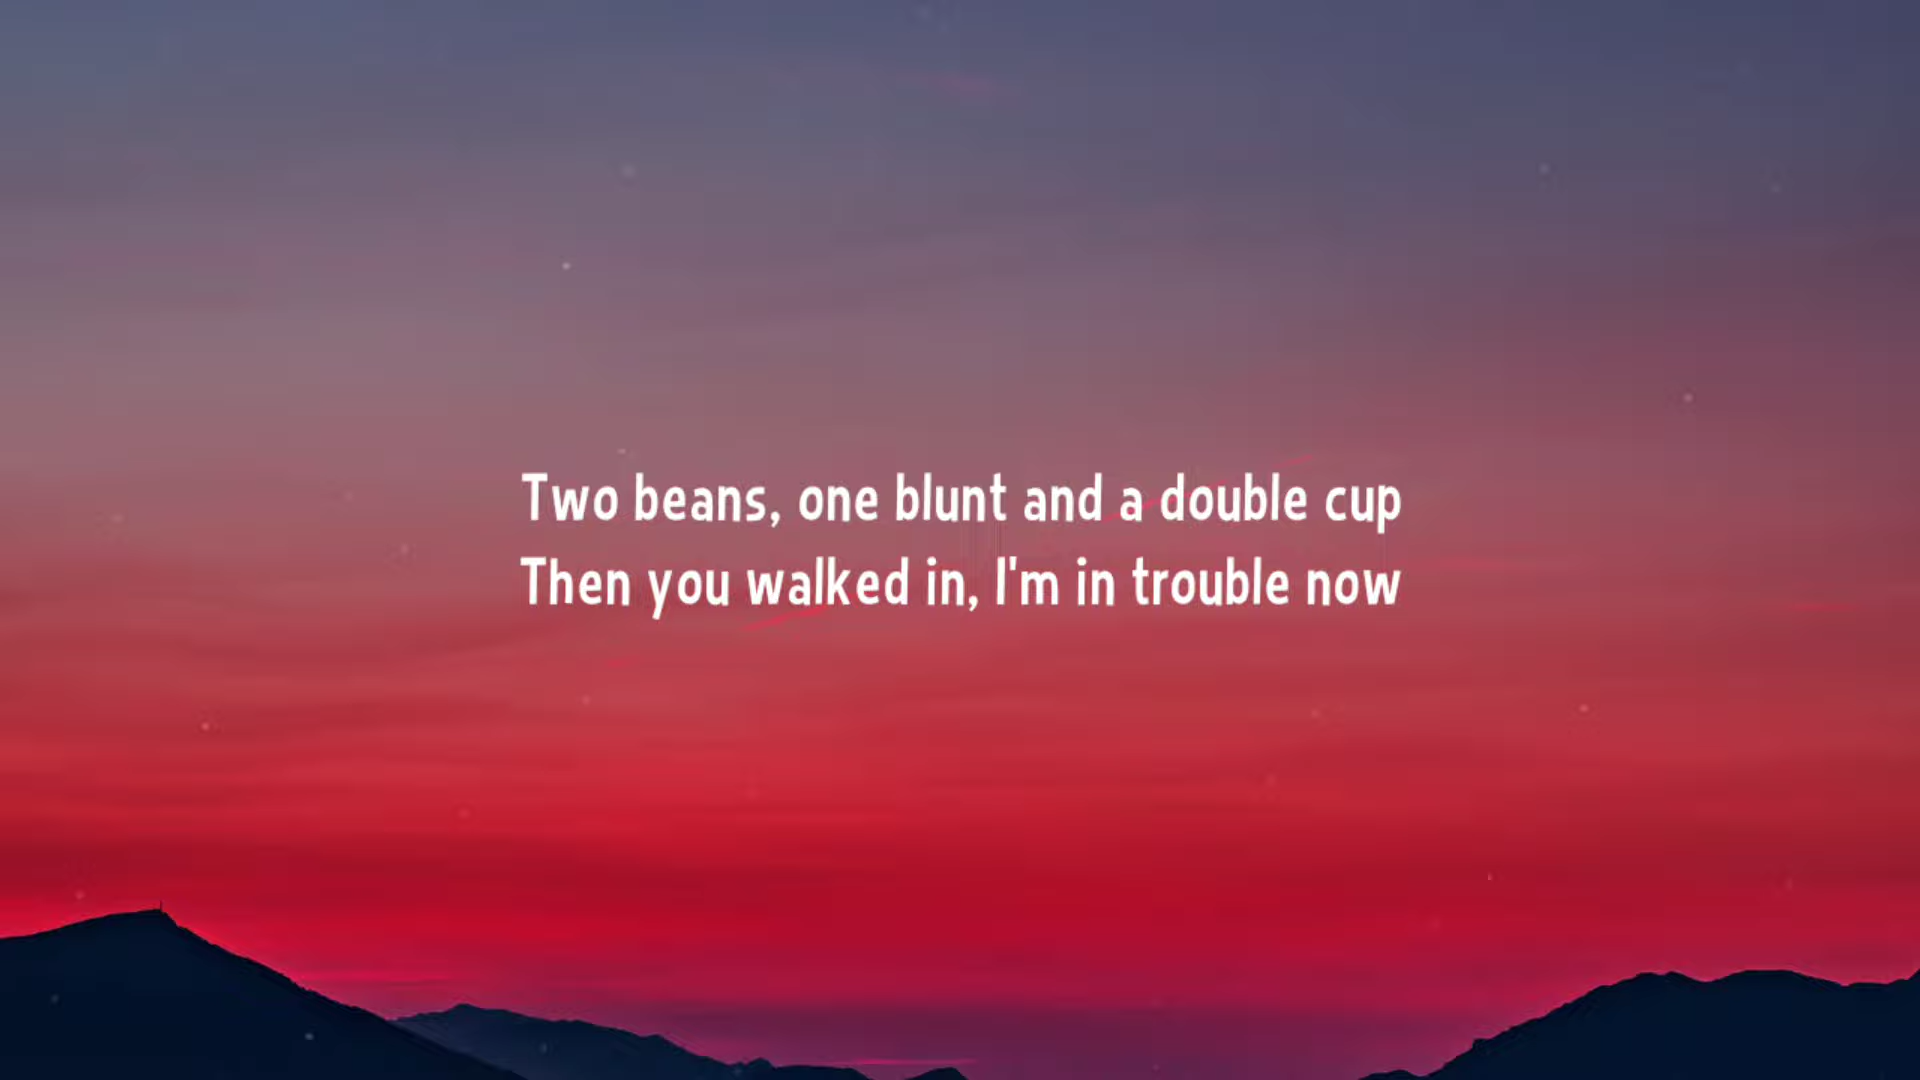 Two beans, one blunt and a double cup
Then you walked in, I'm in trouble now